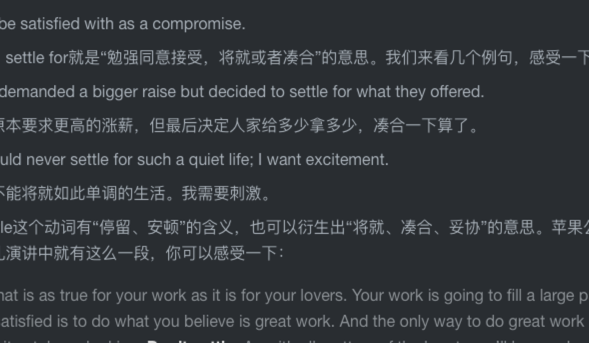 be satisfied with as a compromise.
settle for就是“勉强同意接受，将就或者凑合”的意思。我们来看几个例句，感受一下
demanded a bigger raise but decided to settle for what they offered.
原本要求更高的涨薪，但最后决定人家给多少拿多少，凑合一下算了。
uld never settle for such a quiet life; I want excitement.
不能将就如此单调的生活。我需要刺激。
le这个动词有“停留、安顿”的含义，也可以衍生出“将就、凑合、妥协”的意思。苹果公
礼演讲中就有这么一段，你可以感受一下：
hat is as true for your work as it is for your lovers. Your work is going to fill a large p
atisfied is to do what you believe is great work. And the only way to do great work